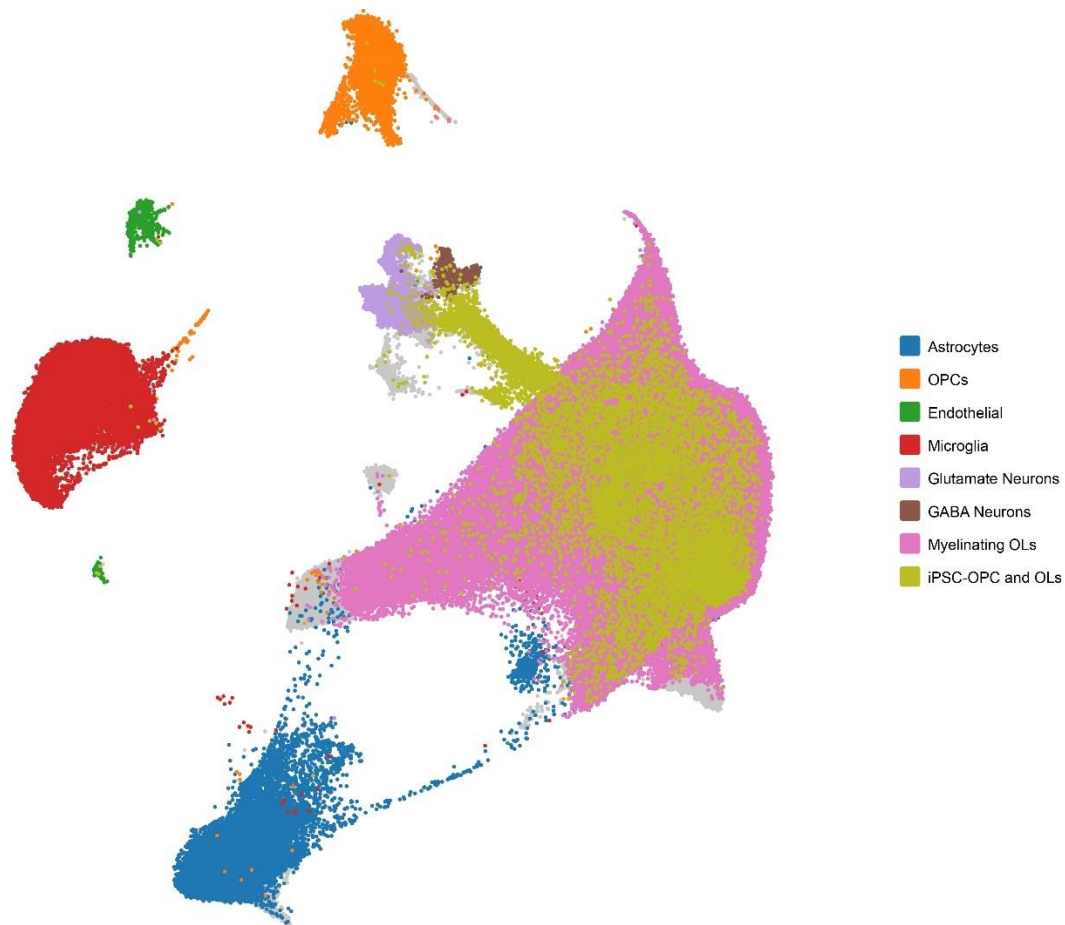 Astrocytes
OPCs
Endothelial
Microglia
Glutamate Neurons
GABA Neurons
Myelinating OLs
iPSC-OPC and OLs